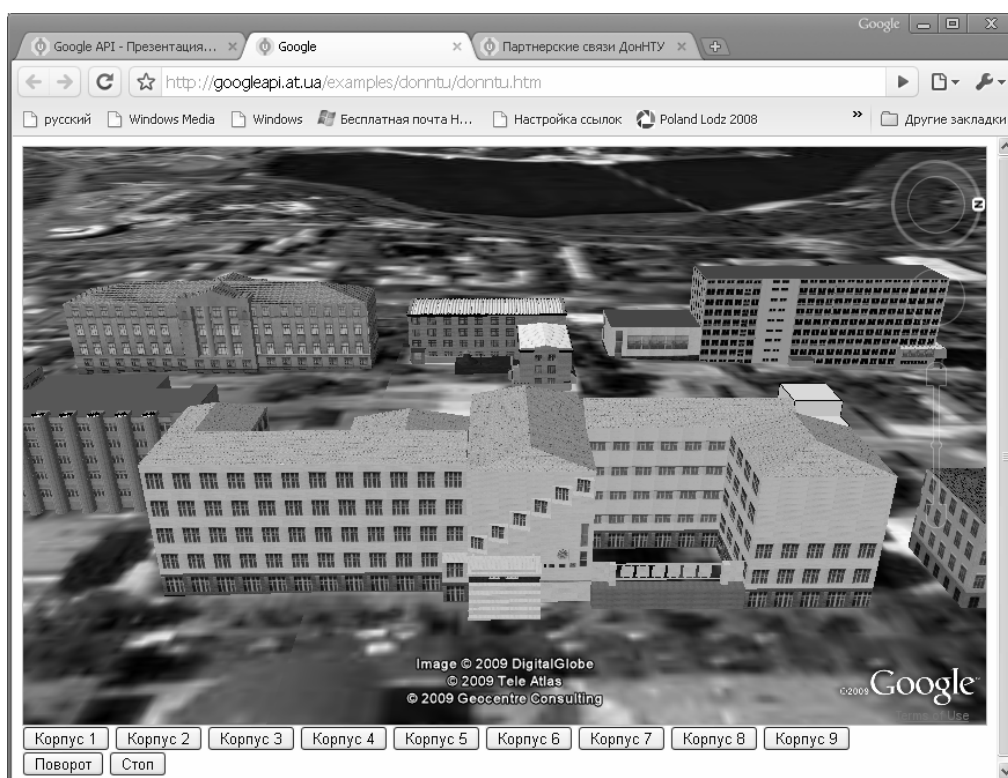 Google
Google API - Презентация... Google Партнерские связи ДонНТУ
http://googleapi.at.ua/examples/donntu/donntu.htm
русский Windows Media Windows Бесплатная почта H... Настройка ссылок Poland Lodz 2008 » Другие закладки
N
Image © 2009 DigitalGlobe
© 2009 Tele Atlas
© 2009 Geocentre Consulting
©2009 Google
Terms of Use
Корпус 1 Корпус 2 Корпус 3 Корпус 4 Корпус 5 Корпус 6 Корпус 7 Корпус 8 Корпус 9
Поворот Стоп